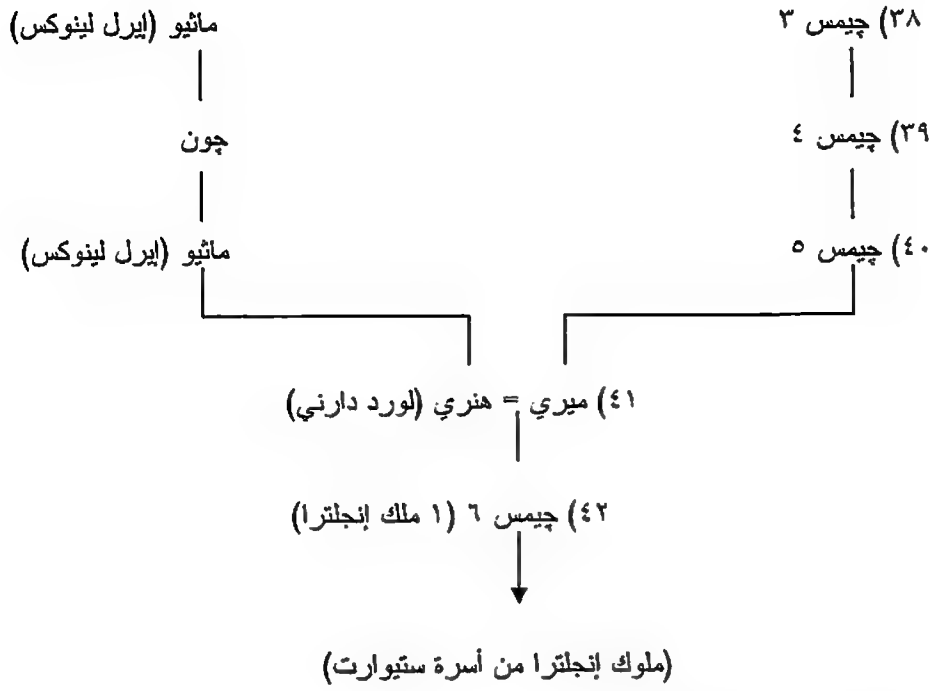 ٣٨) چيمس ٣
ماثيو (إيرل لينوكس)
٣٩) چيمس ٤
چون
٤٠) چيمس ٥
ماثيو (إيرل لينوكس)
٤١) ميري = هنري (لورد دارني)
٤٢) چيمس ٦ (١ ملك إنجلترا)
(ملوك إنجلترا من أسرة ستيوارت)